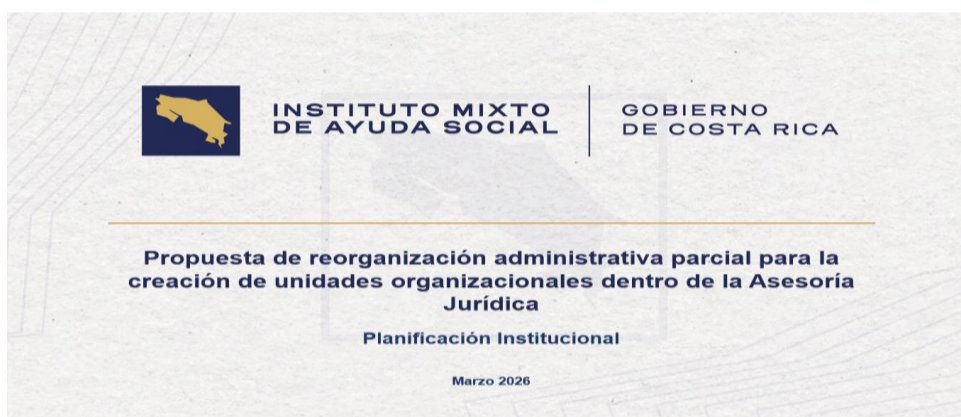 INSTITUTO MIXTO
DE AYUDA SOCIAL
GOBIERNO
DE COSTA RICA
Propuesta de reorganización administrativa parcial para la
creación de unidades organizacionales dentro de la Asesoría
Jurídica
Planificación Institucional
Marzo 2026